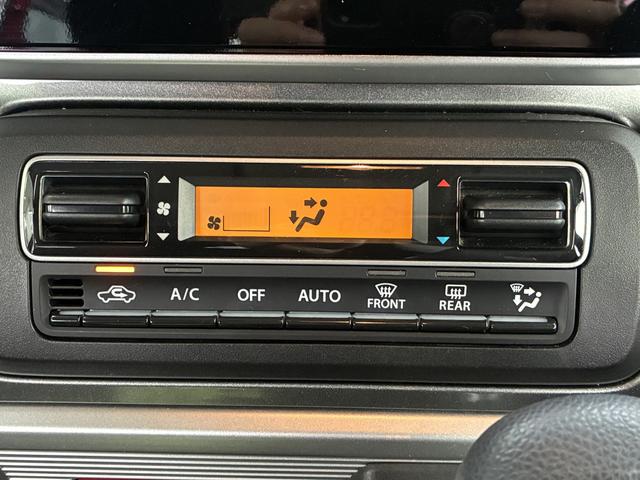 A/C OFF AUTO FRONT REAR